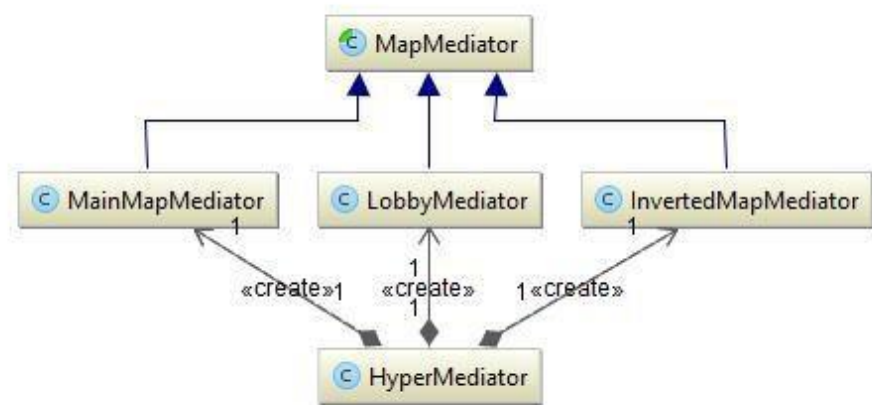 C MapMediator
C MainMapMediator
C LobbyMediator
C InvertedMapMediator
1
1
1
«create» 1
«create»
1
1 «create»
C HyperMediator